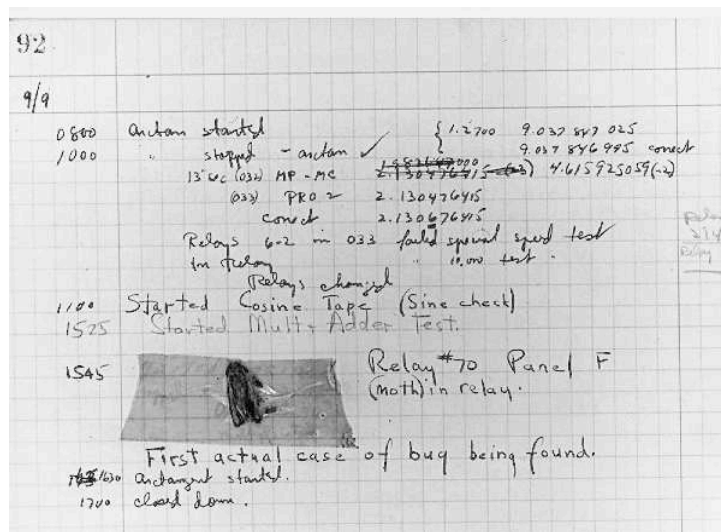 92
9/9
0800 arctan started { 1.2700 9.037 847 025
1000 " stopped - arctan ✓ 9.037 846 995 conect
13"uc (032) MP - MC 2.130476415 (-3) 4.615925059(-2)
(033) PRO 2 2.130476415
conect 2.130676415
Relays 6-2 in 033 failed special speed test
In Relay " 10.000 test .
Relays changed
1100 Started Cosine Tape (Sine check)
1525 Started Mult + Adder Test.
1545 Relay #70 Panel F
(moth) in relay.
First actual case of bug being found.
1630 arctangent started.
1700 closed down.